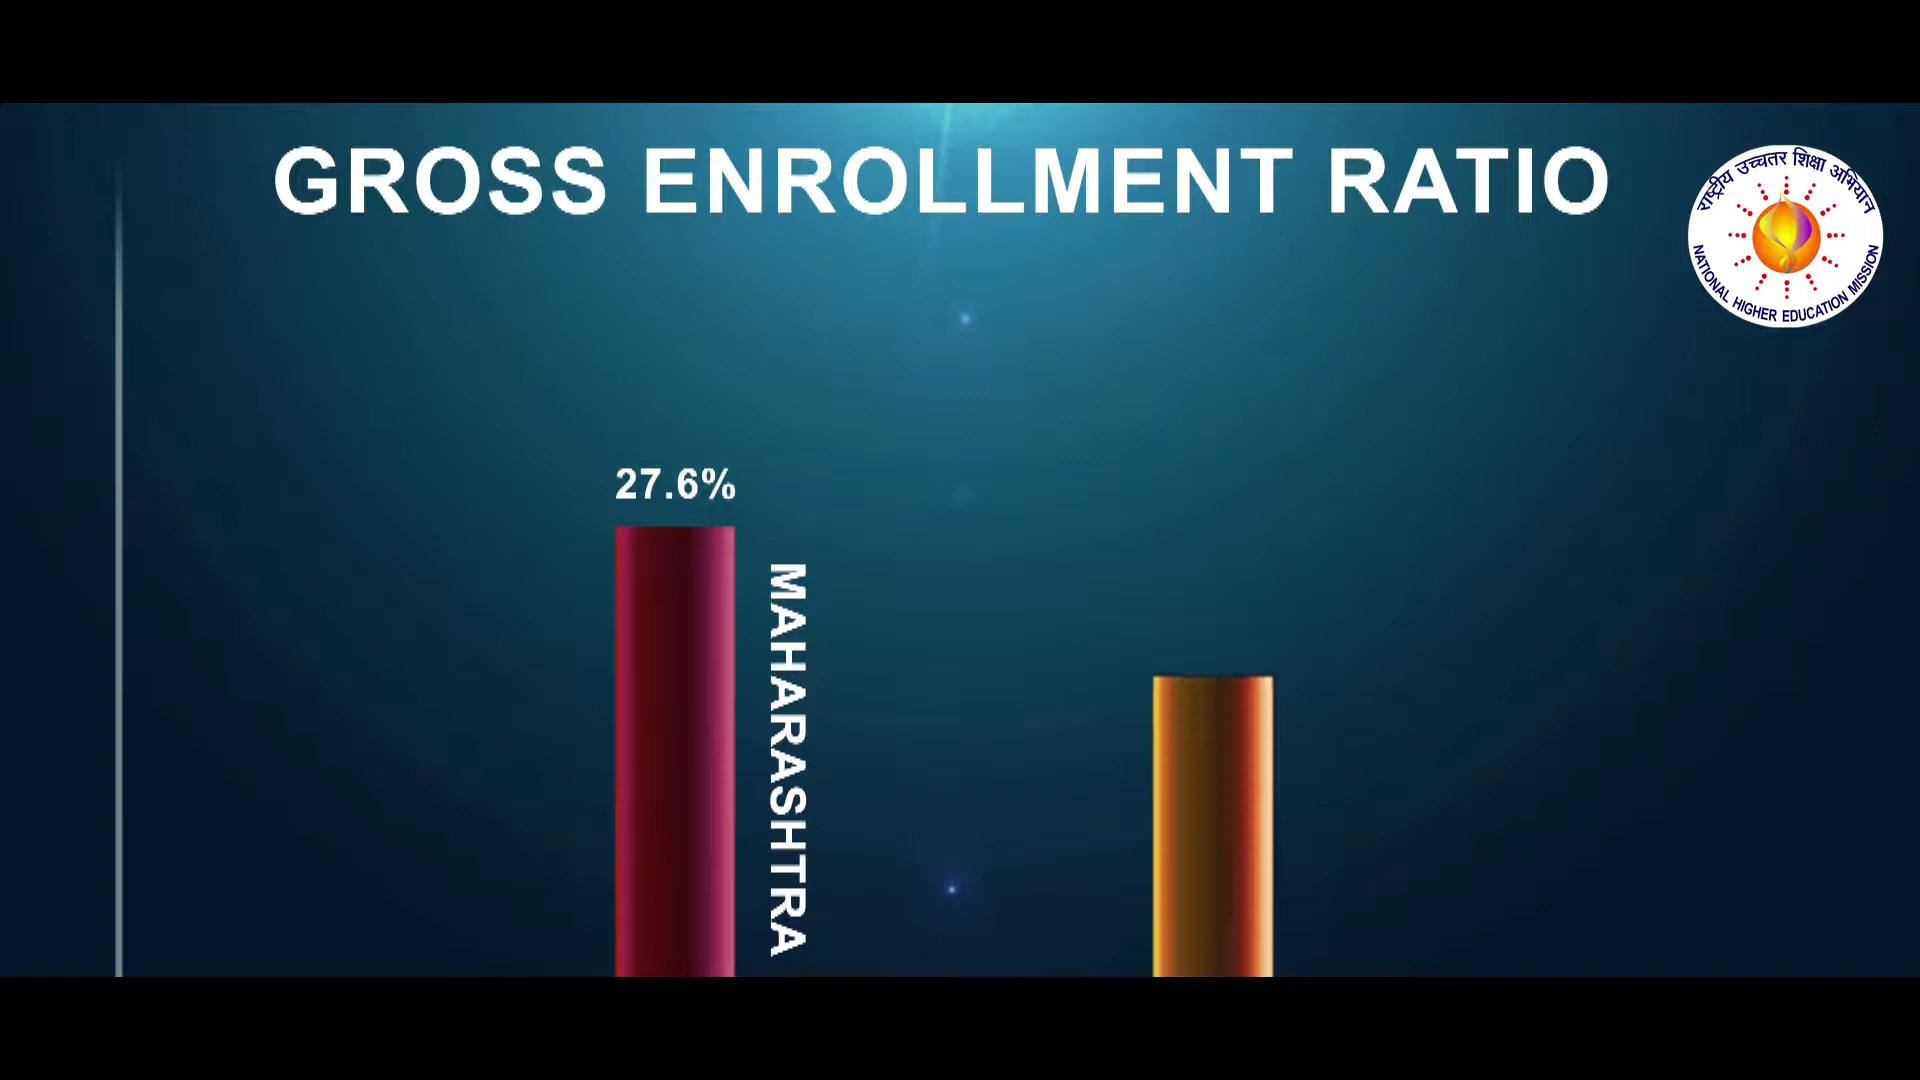 GROSS ENROLLMENT RATIO
राष्ट्रीय उच्चतर शिक्षा अभियान
NATIONAL HIGHER EDUCATION MISSION
27.6%
MAHARASHTRA